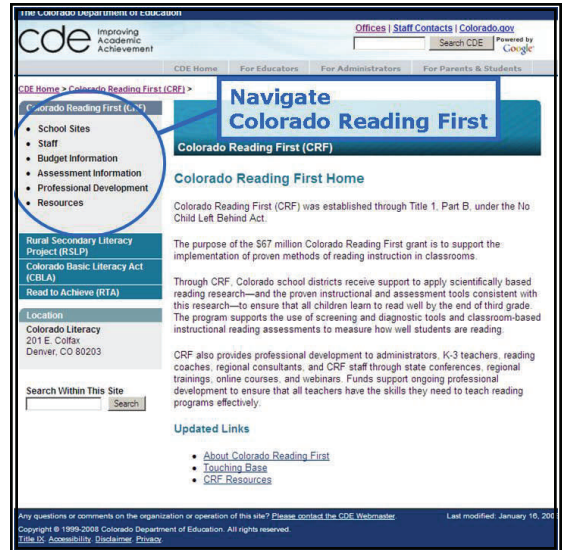 The Colorado Department of Education
cde Improving
Academic
Achievement
Offices | Staff Contacts | Colorado.gov
Search CDE
Powered by
Google
CDE Home For Educators For Administrators For Parents & Students
CDE Home > Colorado Reading First (CRF) >
Navigate
Colorado Reading First
Colorado Reading First (CRF)
• School Sites
• Staff
• Budget Information
• Assessment Information
• Professional Development
• Resources
Rural Secondary Literacy
Project (RSLP)
Colorado Basic Literacy Act
(CBLA)
Read to Achieve (RTA)
Location
Colorado Literacy
201 E. Colfax
Denver, CO 80203
Search Within This Site
Search
Colorado Reading First (CRF)
Colorado Reading First Home
Colorado Reading First (CRF) was established through Title 1, Part B, under the No
Child Left Behind Act.
The purpose of the $67 million Colorado Reading First grant is to support the
implementation of proven methods of reading instruction in classrooms.
Through CRF, Colorado school districts receive support to apply scientifically based
reading research—and the proven instructional and assessment tools consistent with
this research—to ensure that all children learn to read well by the end of third grade.
The program supports the use of screening and diagnostic tools and classroom-based
instructional reading assessments to measure how well students are reading.
CRF also provides professional development to administrators, K-3 teachers, reading
coaches, regional consultants, and CRF staff through state conferences, regional
trainings, online courses, and webinars. Funds support ongoing professional
development to ensure that all teachers have the skills they need to teach reading
programs effectively.
Updated Links
• About Colorado Reading First
• Touching Base
• CRF Resources
Any questions or comments on the organization or operation of this site? Please contact the CDE Webmaster. Last modified: January 16,
Copyright © 1999-2008 Colorado Department of Education. All rights reserved.
Title IX. Accessibility. Disclaimer. Privacy.